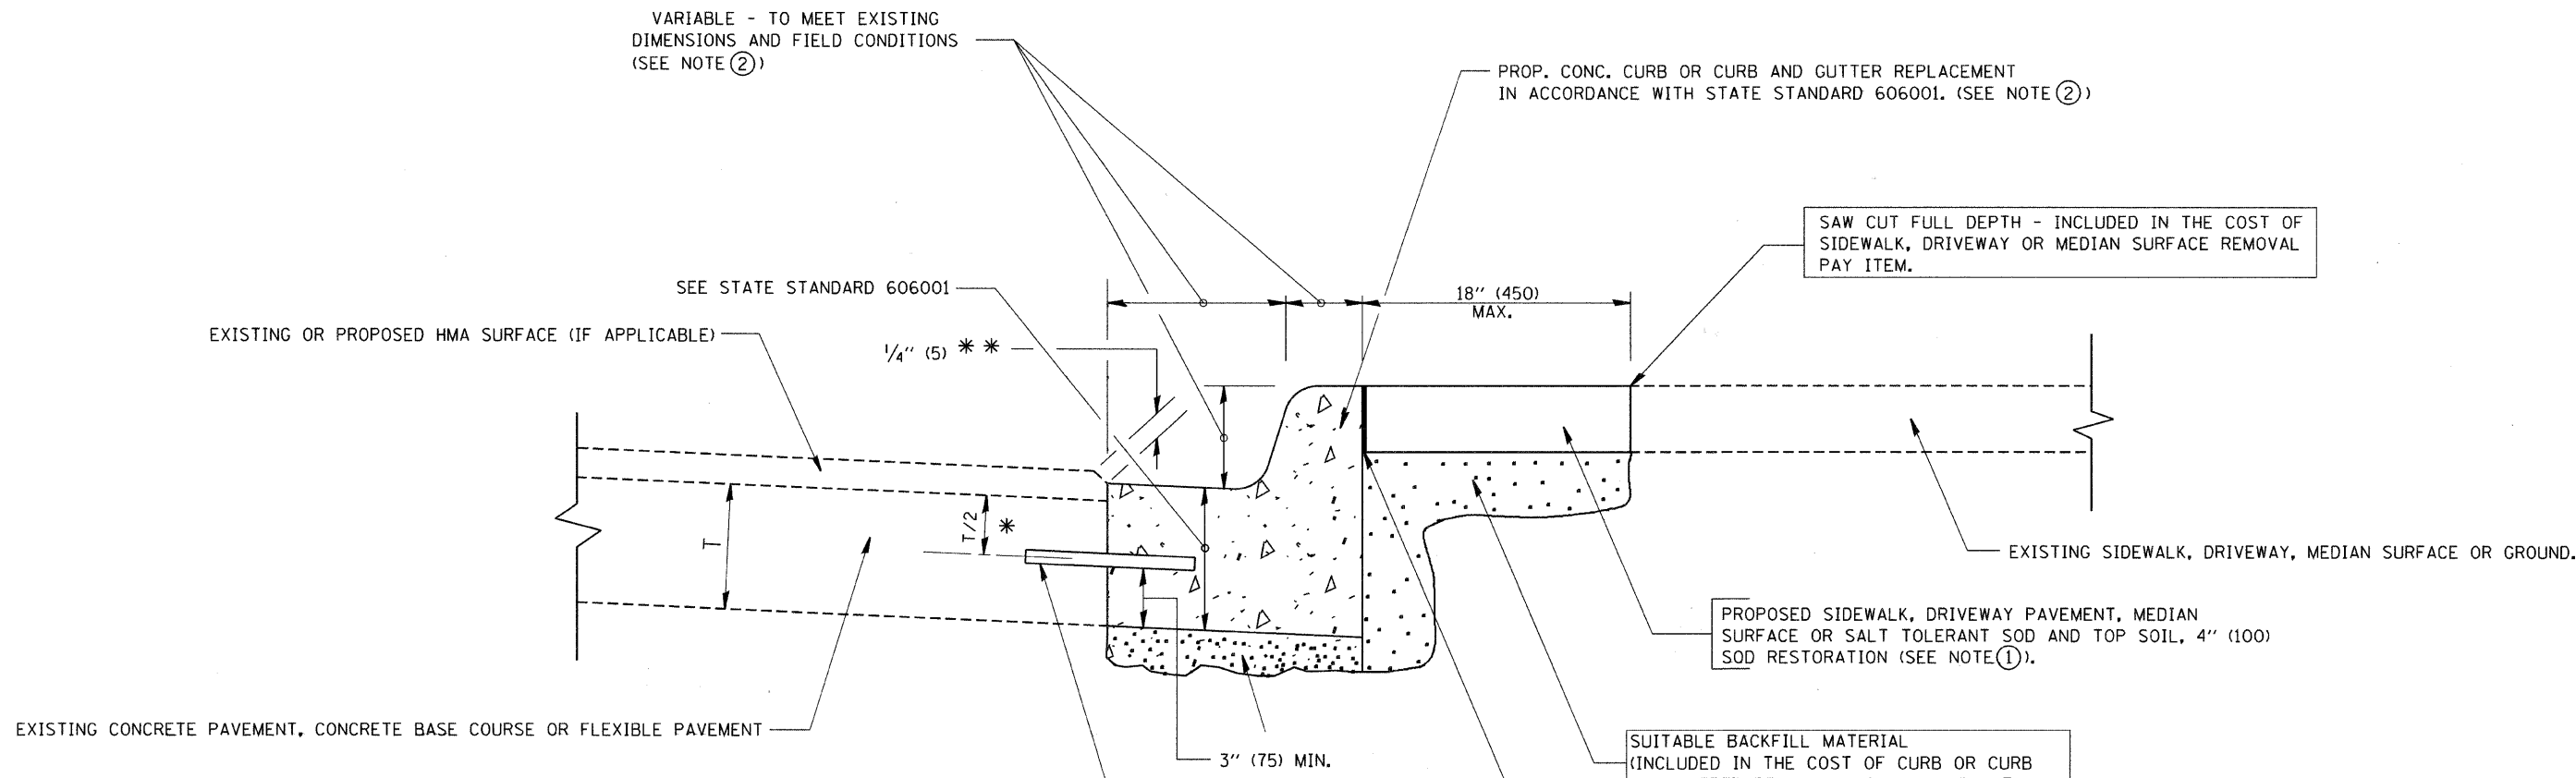 VARIABLE - TO MEET EXISTING
DIMENSIONS AND FIELD CONDITIONS
(SEE NOTE ②)
PROP. CONC. CURB OR CURB AND GUTTER REPLACEMENT
IN ACCORDANCE WITH STATE STANDARD 606001. (SEE NOTE ②)
SAW CUT FULL DEPTH - INCLUDED IN THE COST OF
SIDEWALK, DRIVEWAY OR MEDIAN SURFACE REMOVAL
PAY ITEM.
SEE STATE STANDARD 606001
18" (450)
MAX.
EXISTING OR PROPOSED HMA SURFACE (IF APPLICABLE)
1/4" (5) * *
T
T/2 *
EXISTING SIDEWALK, DRIVEWAY, MEDIAN SURFACE OR GROUND.
PROPOSED SIDEWALK, DRIVEWAY PAVEMENT, MEDIAN
SURFACE OR SALT TOLERANT SOD AND TOP SOIL, 4" (100)
SOD RESTORATION (SEE NOTE ①).
EXISTING CONCRETE PAVEMENT, CONCRETE BASE COURSE OR FLEXIBLE PAVEMENT
3" (75) MIN.
SUITABLE BACKFILL MATERIAL
(INCLUDED IN THE COST OF CURB OR CURB